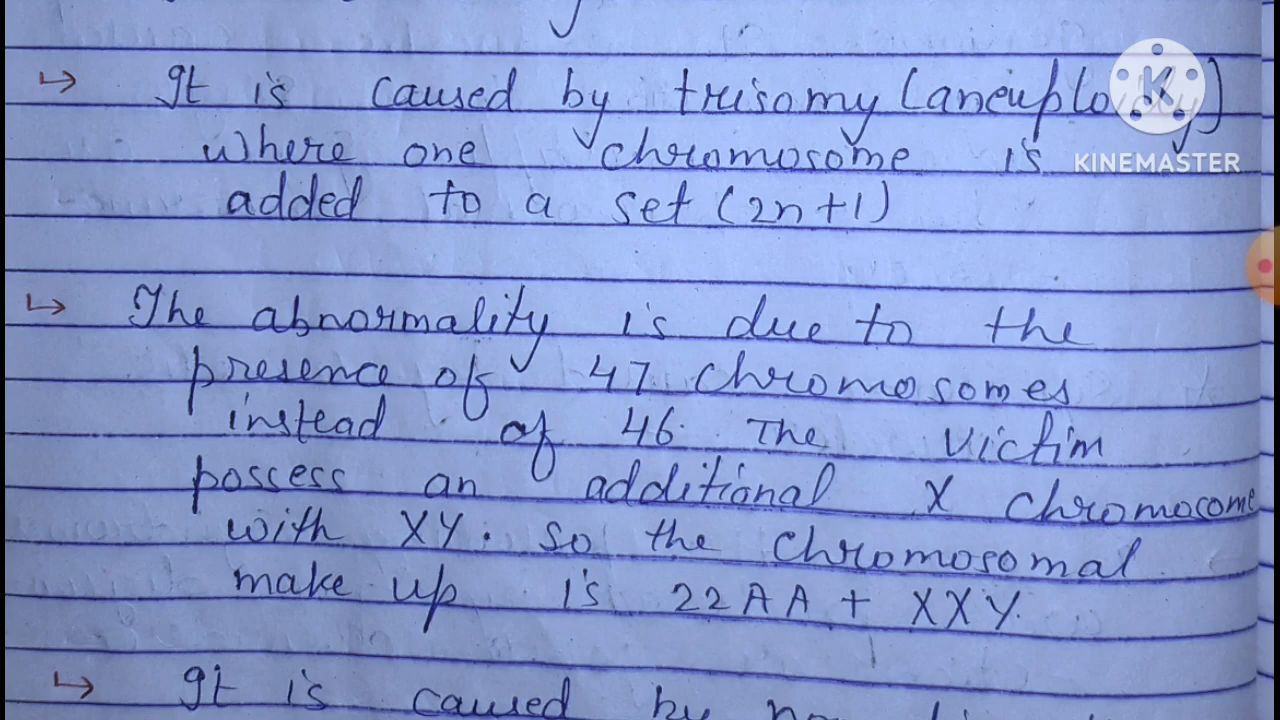 ↳ It is caused by trisomy (aneuploidy)
where one chromosome is
added to a set (2n+1)
↳ The abnormality is due to the
presence of 47 chromosomes
instead of 46. The victim
possess an additional X chromosome
with XY. So the chromosomal
make up is 22AA + XXY.
↳ It is caused by
K
KINEMASTER